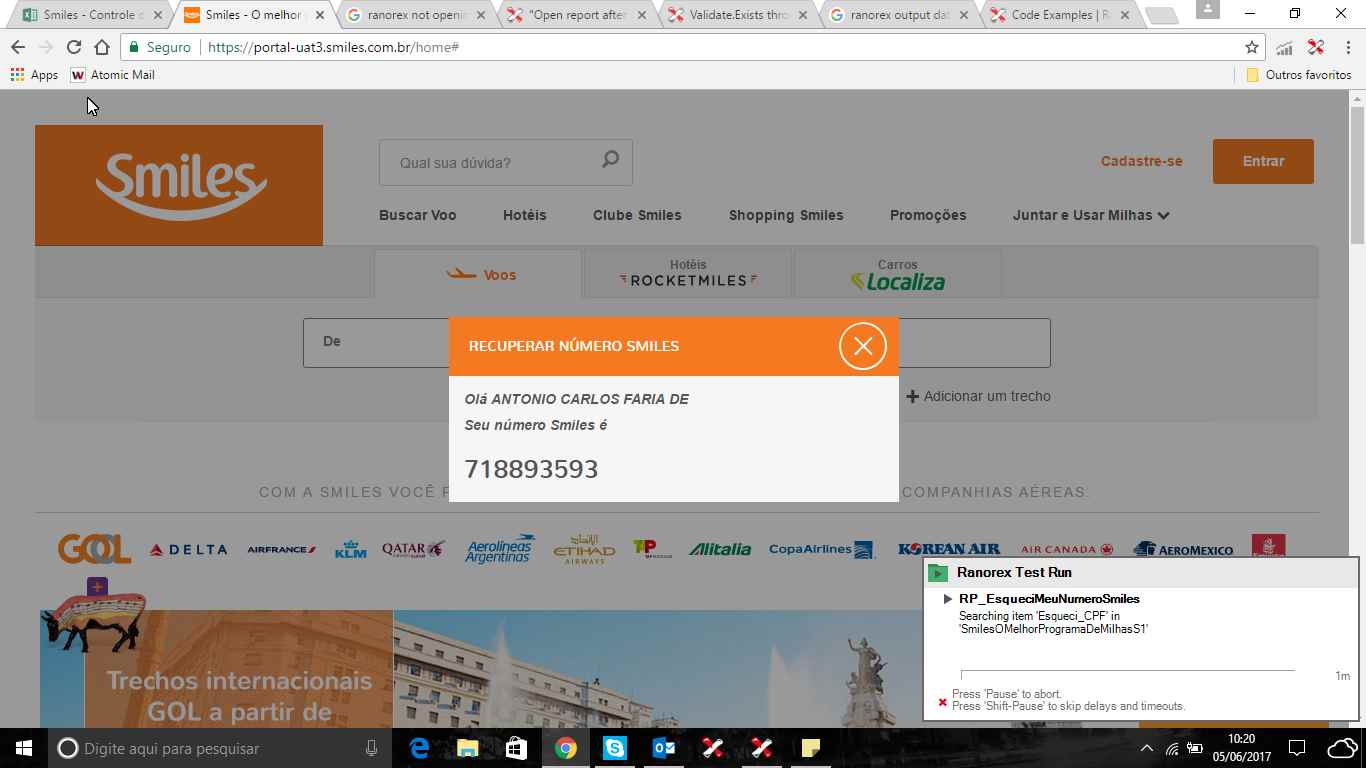 Smiles - Controle d
Smiles - O melhor
ranorex not openin
"Open report after
Validate.Exists thro
ranorex output dat
Code Examples | Ra
Seguro
https://portal-uat3.smiles.com.br/home#
Apps
Atomic Mail
Outros favoritos
Smiles
Qual sua dúvida?
Cadastre-se
Entrar
Buscar Voo
Hotéis
Clube Smiles
Shopping Smiles
Promoções
Juntar e Usar Milhas
Voos
Hotéis
ROCKETMILES
Carros
Localiza
De
RECUPERAR NÚMERO SMILES
Olá ANTONIO CARLOS FARIA DE
Seu número Smiles é
718893593
Adicionar um trecho
COM A SMILES VOCÊ
COMPANHIAS AÉREAS:
GOL
DELTA
AIRFRANCE
KLM
QATAR
Aerolíneas
Argentinas
ETIHAD
AIRWAYS
TP
Alitalia
CopaAirlines
KOREAN AIR
AIR CANADA
AEROMEXICO
Trechos internacionais
GOL a partir de
Ranorex Test Run
RP_EsqueciMeuNumeroSmiles
Searching item 'Esqueci_CPF' in
'SmilesOMelhorProgramaDeMilhasS1'
1m
Press 'Pause' to abort.
Press 'Shift-Pause' to skip delays and timeouts.
Digite aqui para pesquisar
10:20
05/06/2017